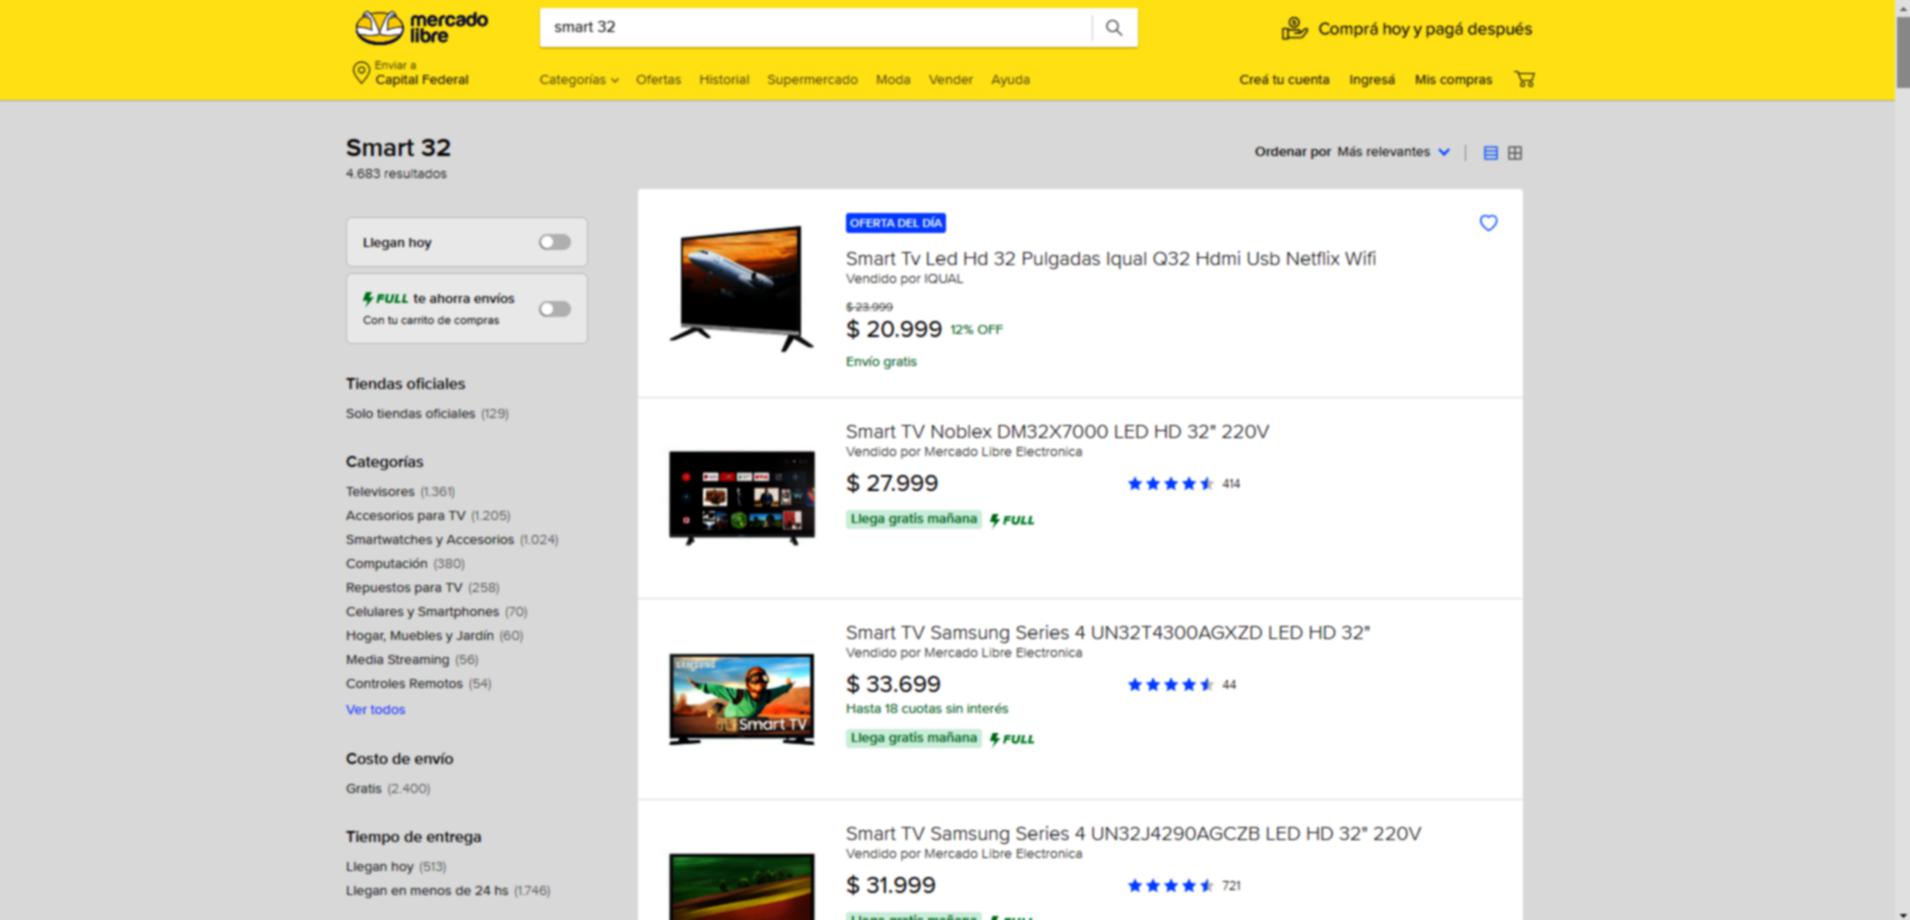 mercado
libre
smart 32
Comprá hoy y pagá después
Enviar a
Capital Federal
Categorías Ofertas Historial Supermercado Moda Vender Ayuda
Creá tu cuenta Ingresá Mis compras
Smart 32
4.683 resultados
Ordenar por Más relevantes
Llegan hoy
FULL te ahorra envíos
Con tu carrito de compras
Tiendas oficiales
Solo tiendas oficiales (129)
Categorías
Televisores (1.361)
Accesorios para TV (1.205)
Smartwatches y Accesorios (1.024)
Computación (380)
Repuestos para TV (258)
Celulares y Smartphones (70)
Hogar, Muebles y Jardín (60)
Media Streaming (56)
Controles Remotos (54)
Ver todos
Costo de envío
Gratis (2.400)
Tiempo de entrega
Llegan hoy (513)
Llegan en menos de 24 hs (1.746)
OFERTA DEL DÍA
Smart Tv Led Hd 32 Pulgadas Iqual Q32 Hdmi Usb Netflix Wifi
Vendido por IQUAL
$ 23.999
$ 20.999 12% OFF
Envío gratis
Smart TV Noblex DM32X7000 LED HD 32" 220V
Vendido por Mercado Libre Electronica
$ 27.999
414
Llega gratis mañana FULL
SAMSUNG
Smart TV
Smart TV Samsung Series 4 UN32T4300AGXZD LED HD 32"
Vendido por Mercado Libre Electronica
$ 33.699
44
Hasta 18 cuotas sin interés
Llega gratis mañana FULL
Smart TV Samsung Series 4 UN32J4290AGCZB LED HD 32" 220V
Vendido por Mercado Libre Electronica
$ 31.999
721
Llega gratis mañana FULL